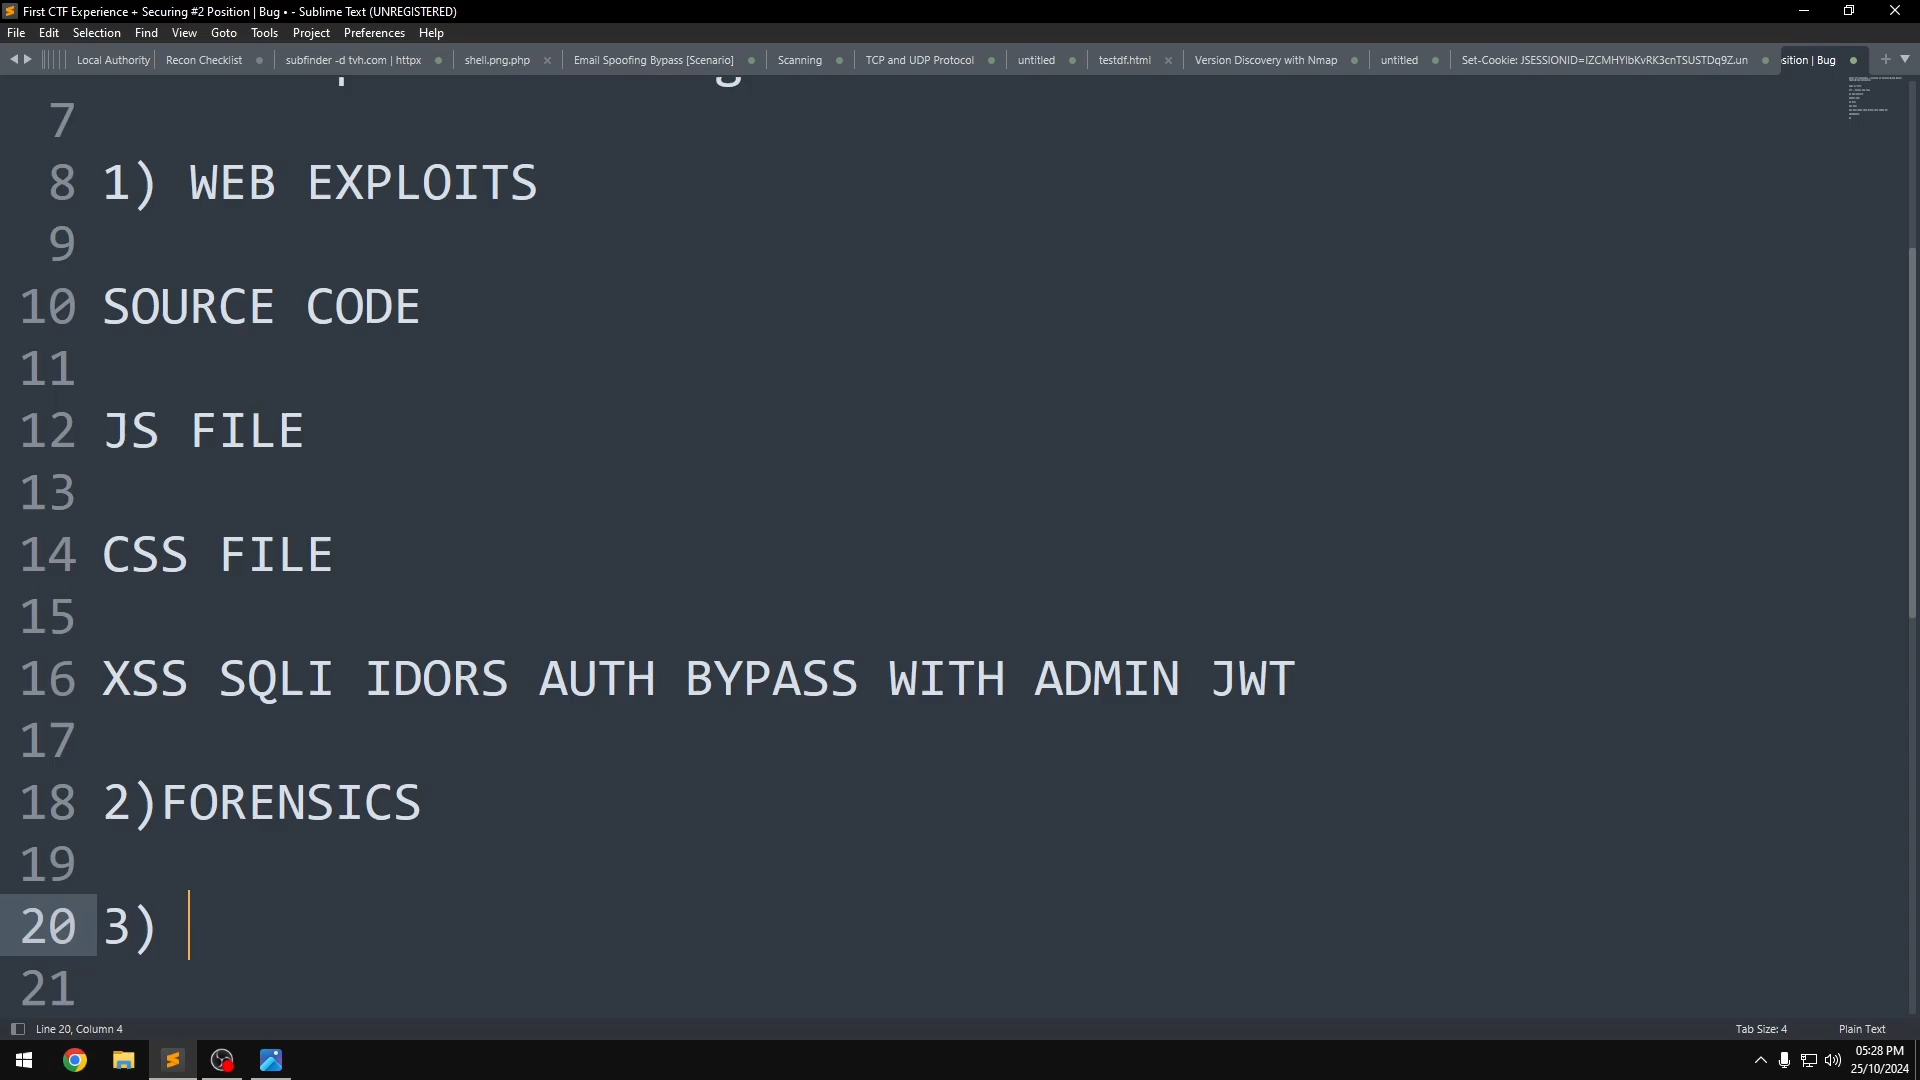 First CTF Experience + Securing #2 Position | Bug • - Sublime Text (UNREGISTERED)
File Edit Selection Find View Goto Tools Project Preferences Help
Local Authority Recon Checklist subfinder -d tvh.com | httpx shell.png.php Email Spoofing Bypass [Scenario] Scanning TCP and UDP Protocol untitled testdf.html Version Discovery with Nmap untitled Set-Cookie: sition | Bug
7
8 1) WEB EXPLOITS
9
10 SOURCE CODE
11
12 JS FILE
13
14 CSS FILE
15
16 XSS SQLI IDORS AUTH BYPASS WITH ADMIN JWT
17
18 2)FORENSICS
19
20 3)
21
Line 20, Column 4 Tab Size: 4 Plain Text
05:28 PM
25/10/2024